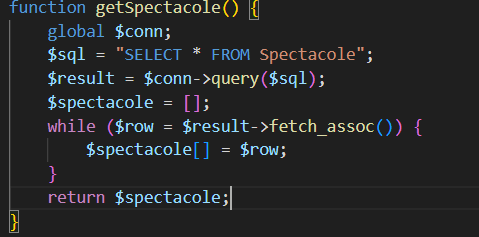 function getSpectacole() {
    global $conn;
    $sql = "SELECT * FROM Spectacole";
    $result = $conn->query($sql);
    $spectacole = [];
    while ($row = $result->fetch_assoc()) {
        $spectacole[] = $row;
    }
    return $spectacole;
}